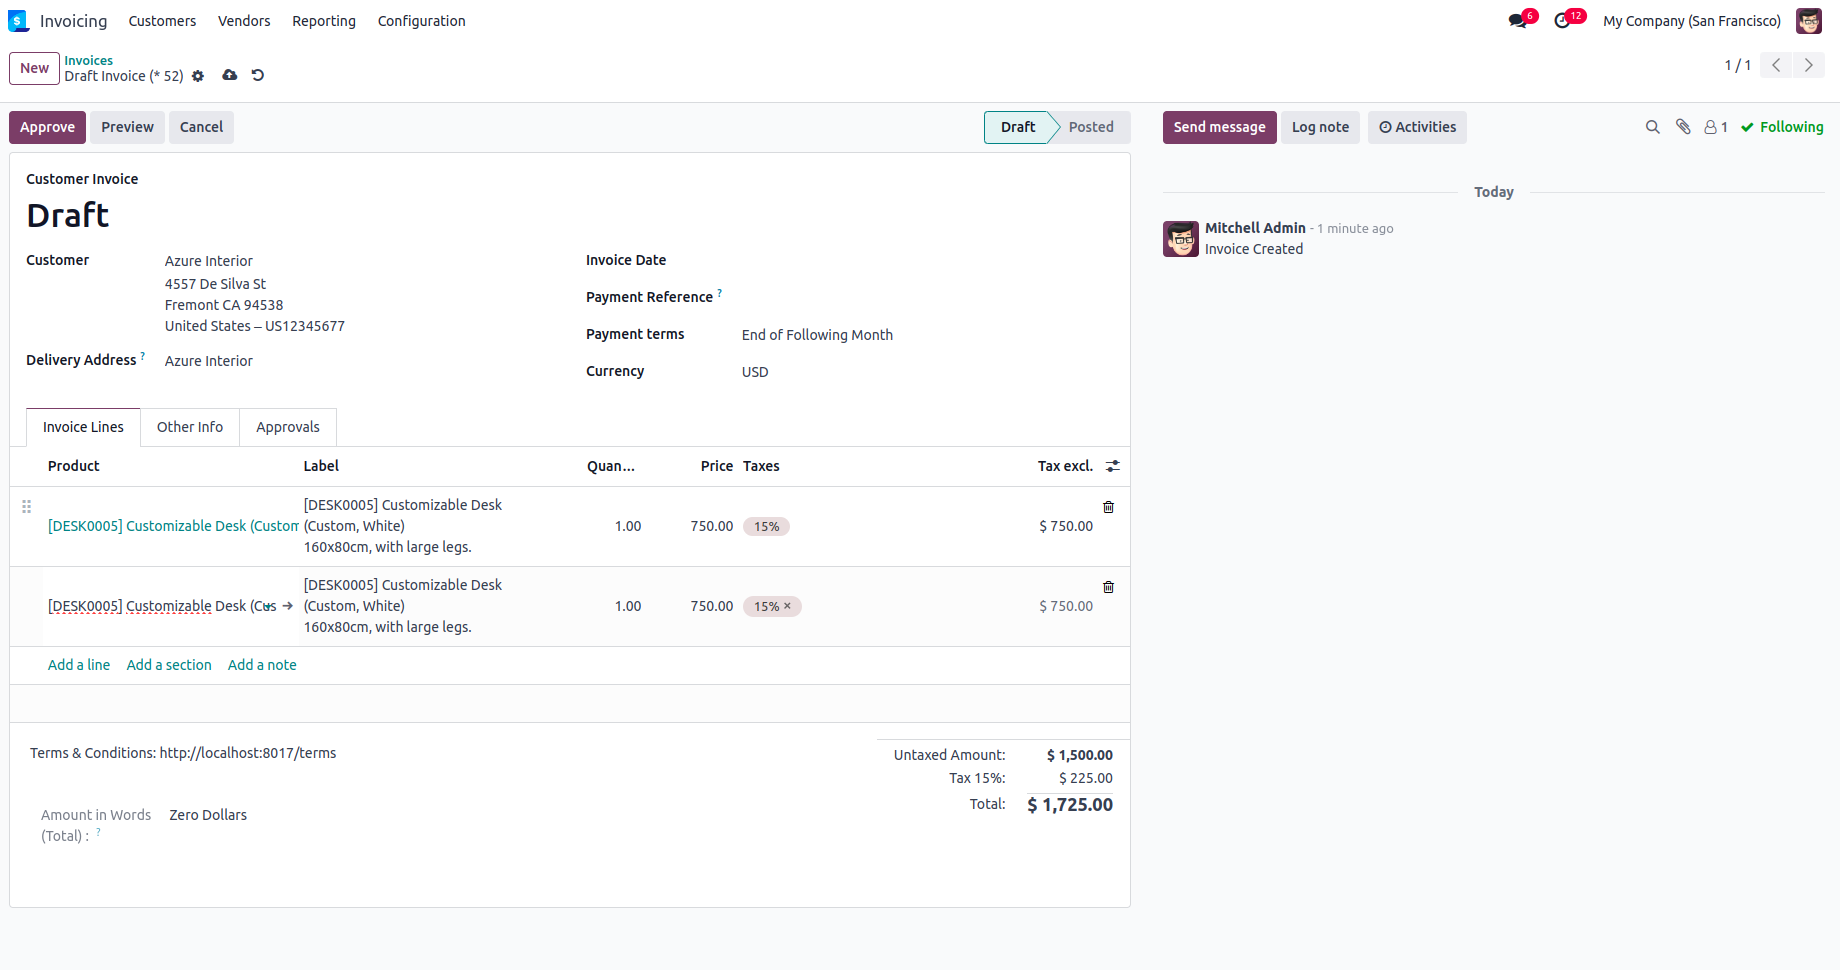 Invoicing Customers Vendors Reporting Configuration 6 12 My Company (San Francisco)
New Invoices
Draft Invoice (* 52) 1 / 1
Approve Preview Cancel Draft Posted Send message Log note Activities 1 Following
Customer Invoice
Draft
Today
Mitchell Admin - 1 minute ago
Invoice Created
Customer Azure Interior
4557 De Silva St
Fremont CA 94538
United States – US12345677
Delivery Address ? Azure Interior
Invoice Date
Payment Reference ?
Payment terms End of Following Month
Currency USD
Invoice Lines Other Info Approvals
Product Label Quan... Price Taxes Tax excl.
[DESK0005] Customizable Desk (Custom [DESK0005] Customizable Desk
(Custom, White)
160x80cm, with large legs. 1.00 750.00 15% $ 750.00
[DESK0005] Customizable Desk (Cus [DESK0005] Customizable Desk
(Custom, White)
160x80cm, with large legs. 1.00 750.00 15% × $ 750.00
Add a line Add a section Add a note
Terms & Conditions: http://localhost:8017/terms
Untaxed Amount: $ 1,500.00
Tax 15%: $ 225.00
Total: $ 1,725.00
Amount in Words
(Total) : ? Zero Dollars